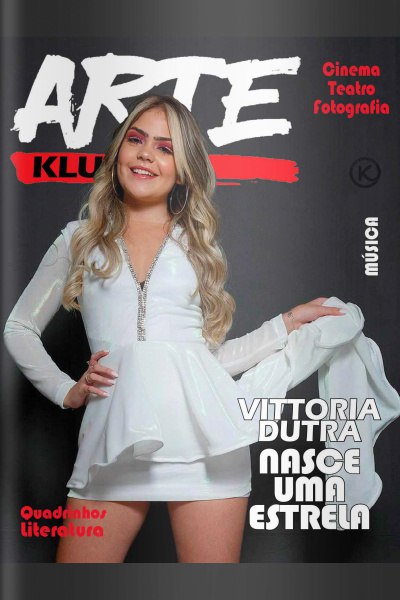 ARTE
Cinema
Teatro
Fotografia
KLU
K
MÚSICA
VITTORIA
DUTRA
NASCE
UMA
ESTRELA
Quadrinhos
Literatura